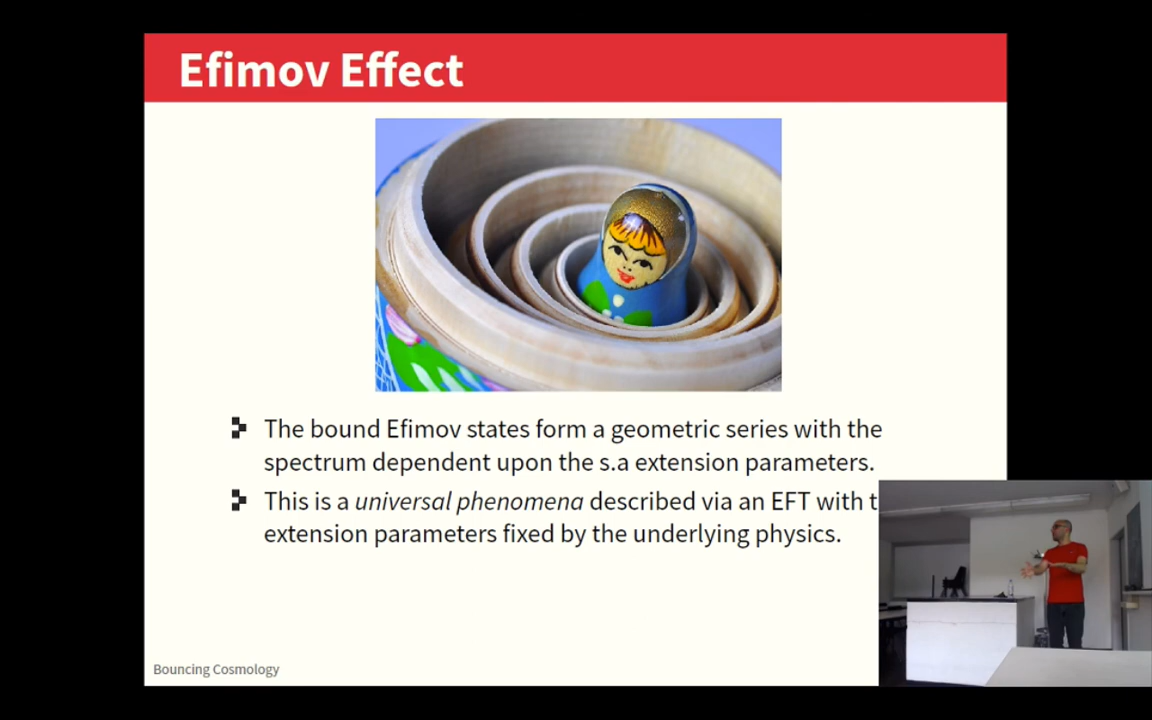 Efimov Effect
The bound Efimov states form a geometric series with the
spectrum dependent upon the s.a extension parameters.
This is a universal phenomena described via an EFT with t
extension parameters fixed by the underlying physics.
Bouncing Cosmology